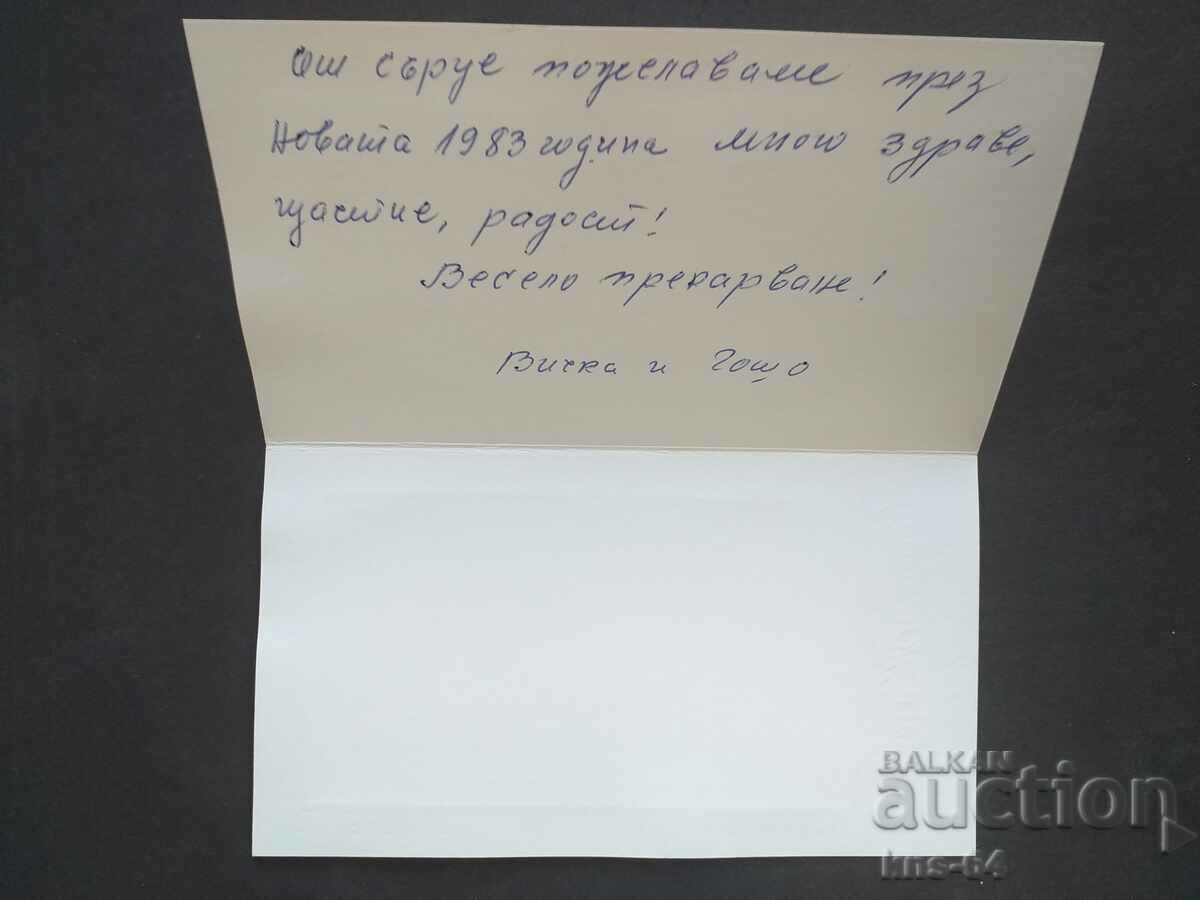 От сърце пожелаваме през
Новата 1983 година много здраве,
щастие, радост!
Весело прекарване!
Вичка и Гошо
BALKAN
auction
kns-64